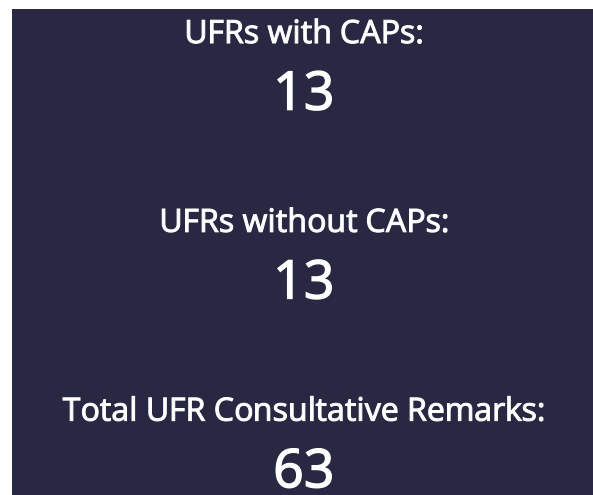 UFRs with CAPs:
13
UFRs without CAPs:
13
Total UFR Consultative Remarks:
63